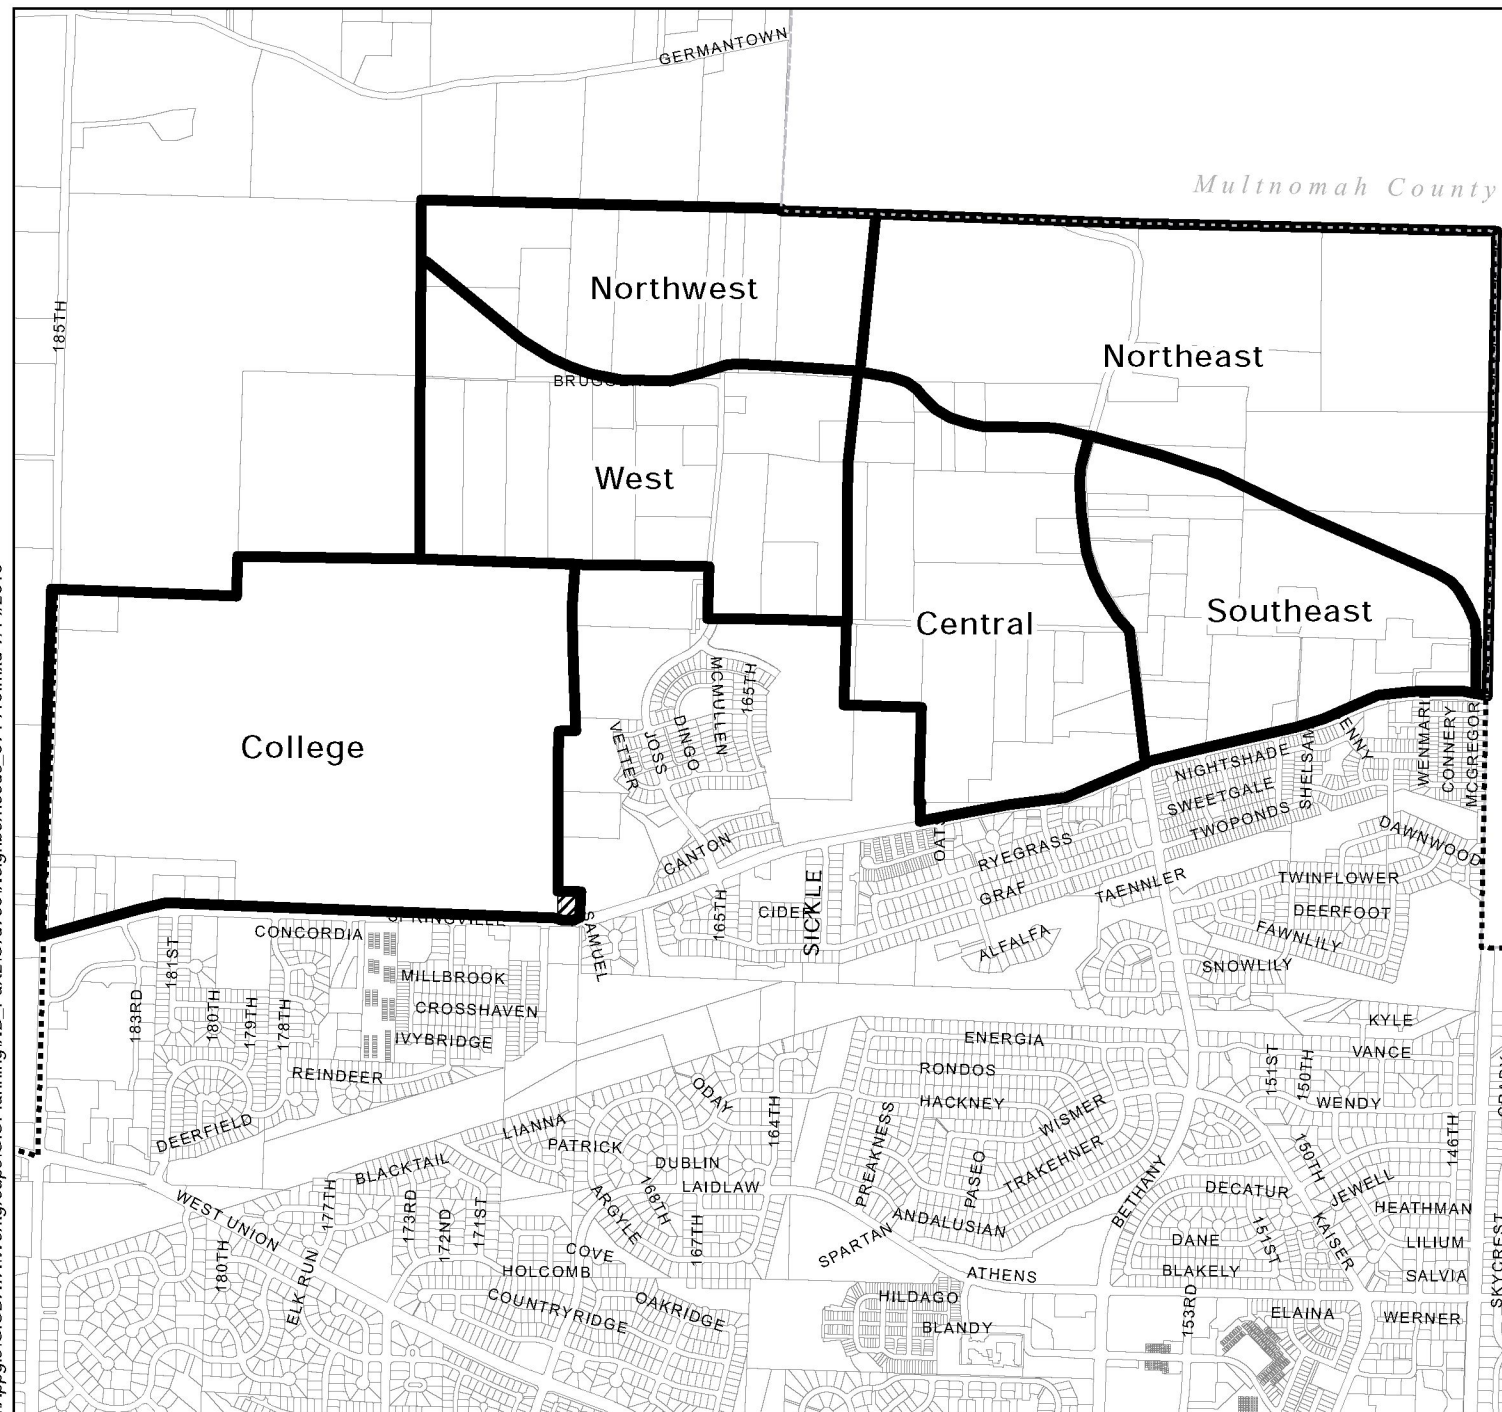 GERMANTOWN
Multnomah County
185TH
Northwest
Northeast
West
Southeast
Central
College
MCMULLEN
165TH
DINGO
JOSS
VETTER
WENMARI
CONNERY
MCGREGOR
NIGHTSHADE
SHELSAM
SWEETGALE
TWOPONDS
CANTON
RYEGRASS
GRAF
DAWNWOOD
TAENNLER
TWINFLOWER
SICKLE
165TH
CIDER
SPRINGVILLE
SAMUEL
CONCORDIA
DEERFOOT
FAWNLILY
ALFALFA
181ST
SNOWLILY
MILLBROOK
CROSSHAVEN
183RD
180TH
179TH
178TH
IVYBRIDGE
KYLE
ENERGIA
VANCE
RONDOS
151ST
150TH
REINDEER
HACKNEY
WENDY
ODAY
164TH
WISMER
DEERFIELD
LIANNA
PATRICK
PREAKNESS
146TH
TRAKEHNER
150TH
DUBLIN
LAIDLAW
BLACKTAIL
PASEO
BETHANY
DECATUR
JEWELL
HEATHMAN
177TH
173RD
172ND
171ST
ARGYLE
168TH
167TH
ANDALUSIAN
WEST UNION
SPARTAN
DANE
151ST
KAISER
LILIUM
180TH
ELK RUN
COVE
HOLCOMB
ATHENS
BLAKELY
SALVIA
SKYCREST
COUNTRYRIDGE
OAKRIDGE
HILDAGO
BLANDY
153RD
ELAINA
WERNER